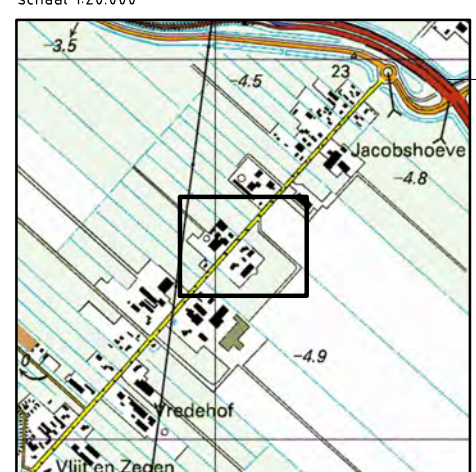 schaal 1:20.000
-3.5
-4.5
23
Jacobshoeve
-4.8
-4.9
Vredehof
Vlijt en Zegen